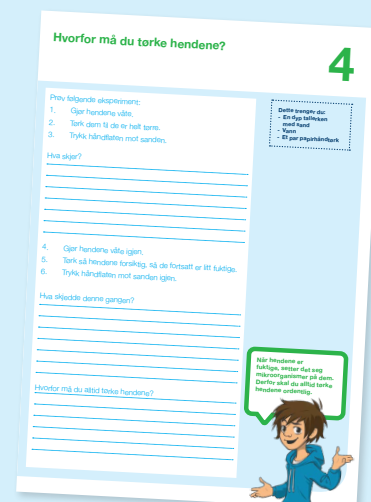 Hvorfor må du tørke hendene?
4
Prøv følgende eksperiment:
1. Gjør hendene våte.
2. Tørk dem til de er helt tørre.
3. Trykk håndflaten mot sanden.
Dette trenger du:
- En dyp tallerken
med sand
- Vann
- Et par papirhåndtørk
Hva skjer?
4. Gjør hendene våte igjen.
5. Tørk så hendene forsiktig, så de fortsatt er litt fuktige.
6. Trykk håndflaten mot sanden igjen.
Hva skjedde denne gangen?
Når hendene er
fuktige, setter det seg
mikroorganismer på dem.
Derfor skal du alltid tørke
hendene ordentlig.
Hvorfor må du alltid tørke hendene?